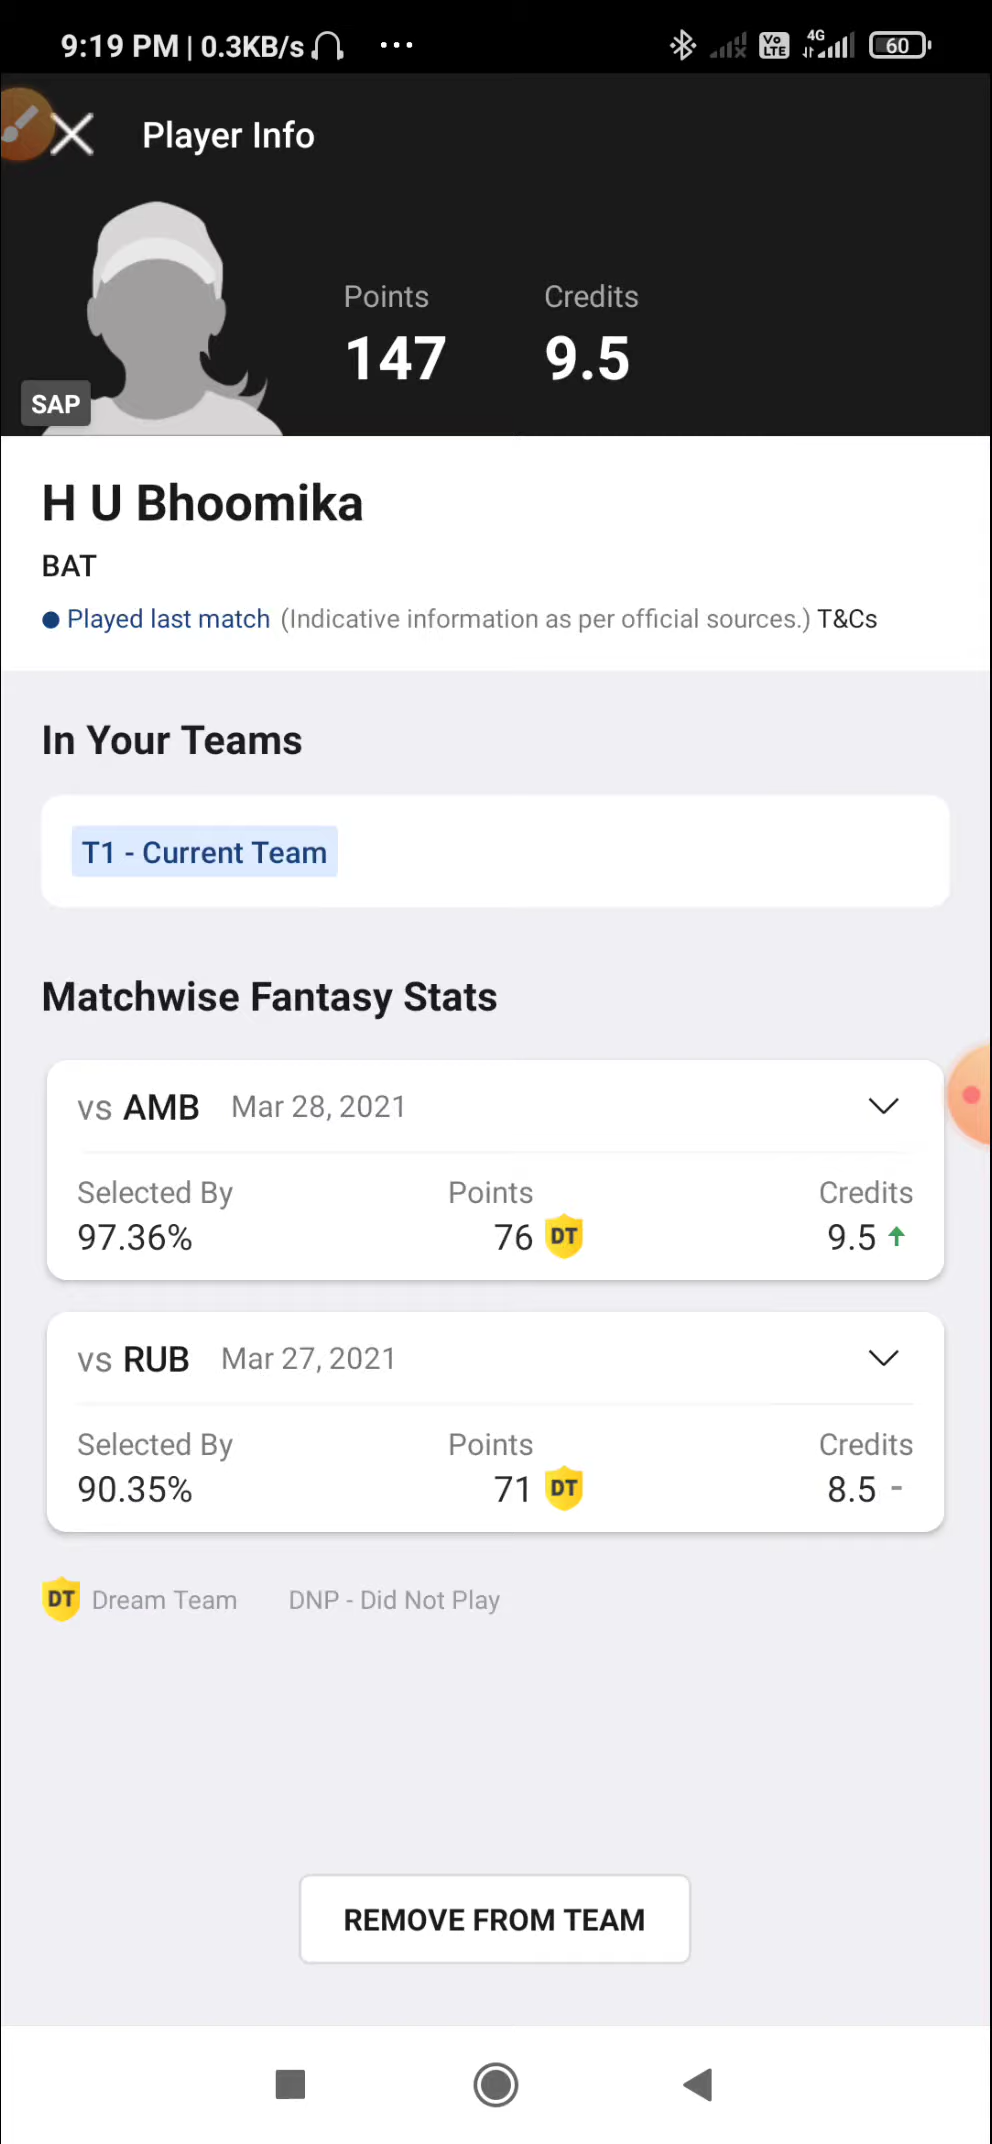 9:19 PM | 0.3KB/s ...
Vo LTE 4G 60
Player Info
Points Credits
147 9.5
SAP
H U Bhoomika
BAT
Played last match (Indicative information as per official sources.) T&Cs
In Your Teams
T1 - Current Team
Matchwise Fantasy Stats
vs AMB Mar 28, 2021
Selected By Points Credits
97.36% 76 DT 9.5
vs RUB Mar 27, 2021
Selected By Points Credits
90.35% 71 DT 8.5 -
DT Dream Team DNP - Did Not Play
REMOVE FROM TEAM